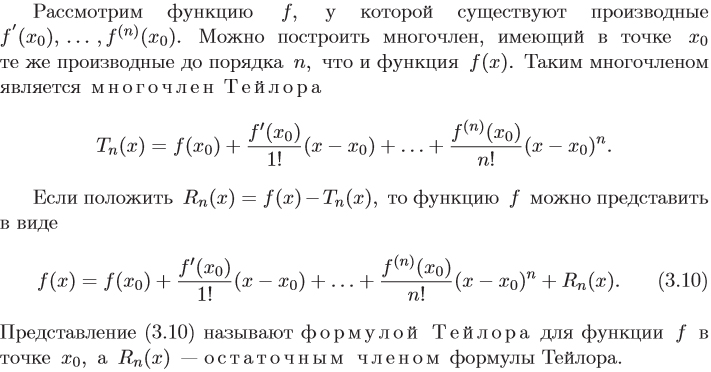 Рассмотрим функцию f, у которой существуют производные
f′(x₀), … , f⁽ⁿ⁾(x₀). Можно построить многочлен, имеющий в точке x₀
те же производные до порядка n, что и функция f(x). Таким многочленом
является многочлен Тейлора
Tₙ(x) = f(x₀) + f′(x₀)/1! (x − x₀) + … + f⁽ⁿ⁾(x₀)/n! (x − x₀)ⁿ.
Если положить Rₙ(x) = f(x) − Tₙ(x), то функцию f можно представить
в виде
f(x) = f(x₀) + f′(x₀)/1! (x − x₀) + … + f⁽ⁿ⁾(x₀)/n! (x − x₀)ⁿ + Rₙ(x). (3.10)
Представление (3.10) называют формулой Тейлора для функции f в
точке x₀, а Rₙ(x) — остаточным членом формулы Тейлора.